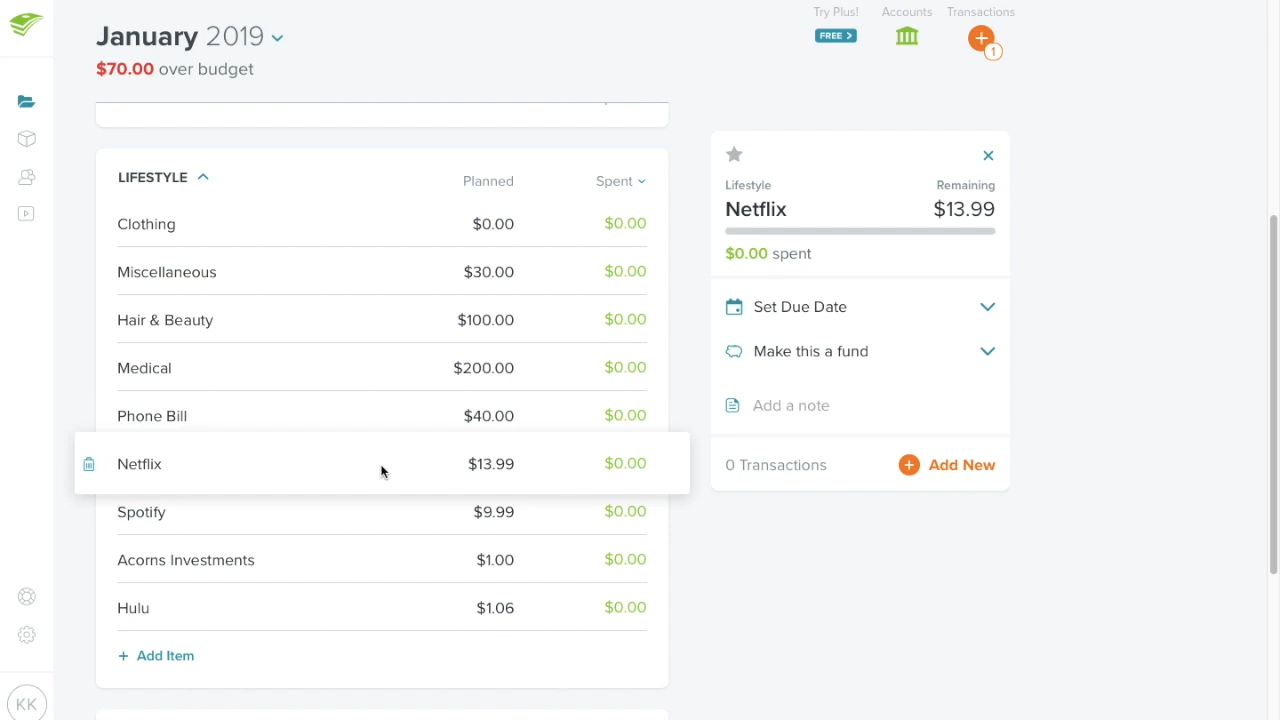 January 2019
$70.00 over budget
Try Plus!
FREE >
Accounts
Transactions
1
LIFESTYLE
Planned
Spent
Clothing $0.00 $0.00
Miscellaneous $30.00 $0.00
Hair & Beauty $100.00 $0.00
Medical $200.00 $0.00
Phone Bill $40.00 $0.00
Netflix $13.99 $0.00
Spotify $9.99 $0.00
Acorns Investments $1.00 $0.00
Hulu $1.06 $0.00
+ Add Item
Lifestyle Remaining
Netflix $13.99
$0.00 spent
Set Due Date
Make this a fund
Add a note
0 Transactions
Add New
KK